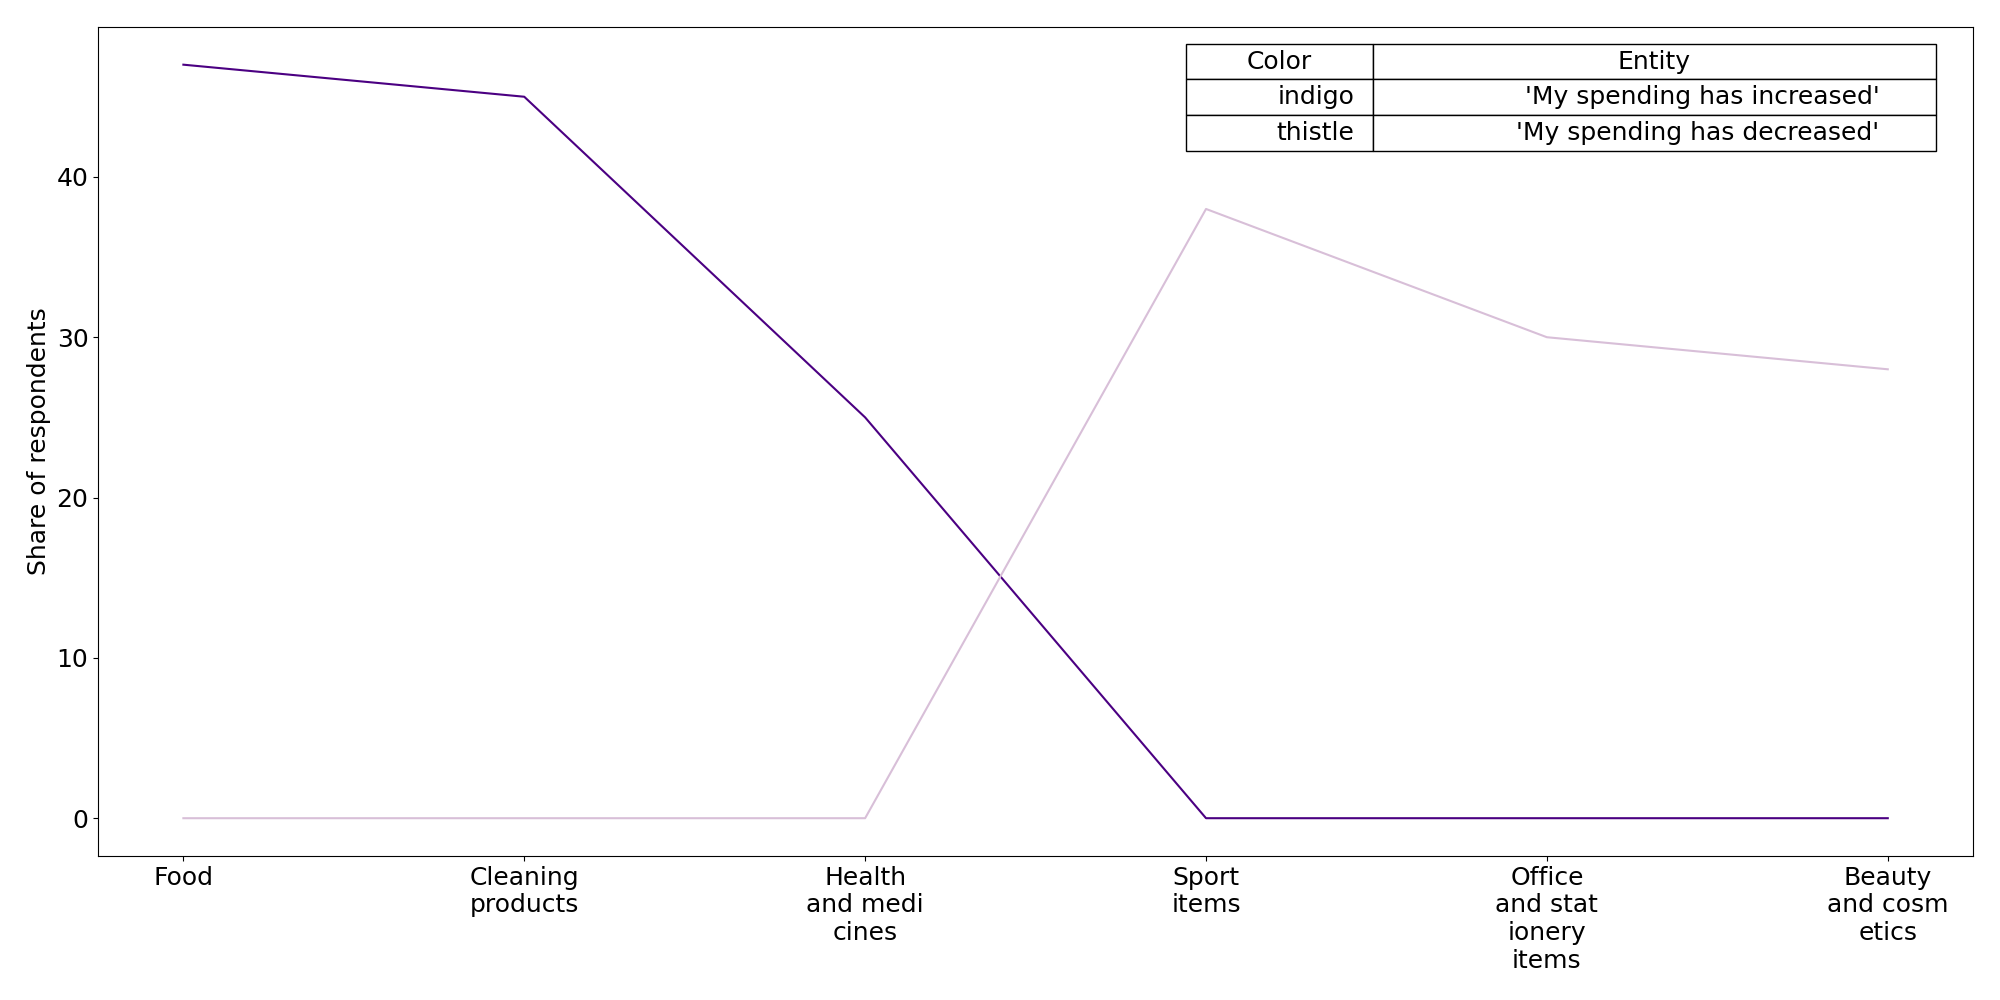 Color Entity
indigo 'My spending has increased'
thistle 'My spending has decreased'
Share of respondents
40
30
20
10
0
Food
Cleaning
products
Health
and medi
cines
Sport
items
Office
and stat
ionery
items
Beauty
and cosm
etics